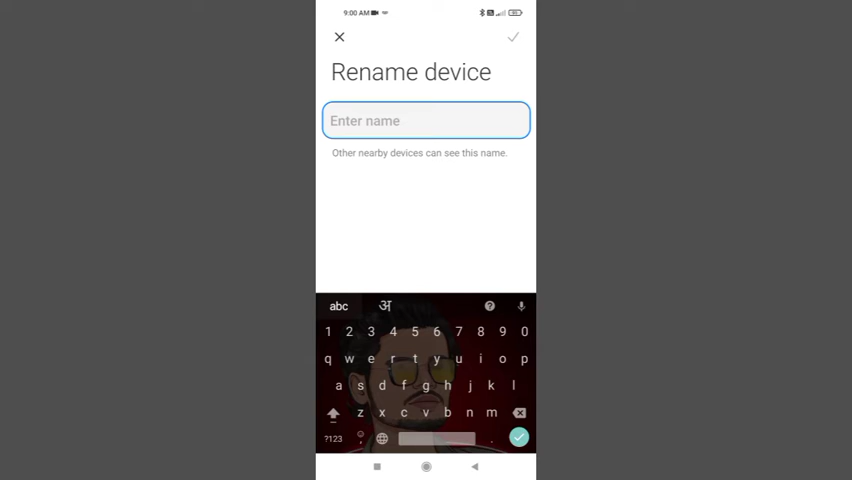 9:00 AM
Rename device
Enter name
Other nearby devices can see this name.
abc अ
1 2 3 4 5 6 7 8 9 0
q w e r t y u i o p
a s d f g h j k l
z x c v b n m
?123 , .